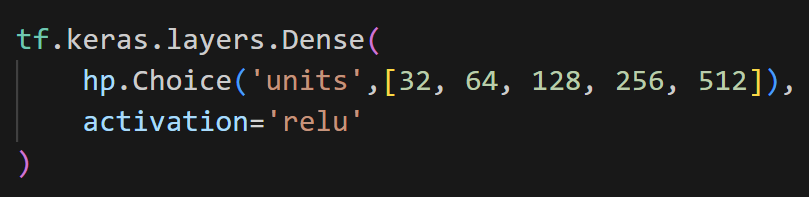 tf.keras.layers.Dense(
    hp.Choice('units',[32, 64, 128, 256, 512]),
    activation='relu'
)